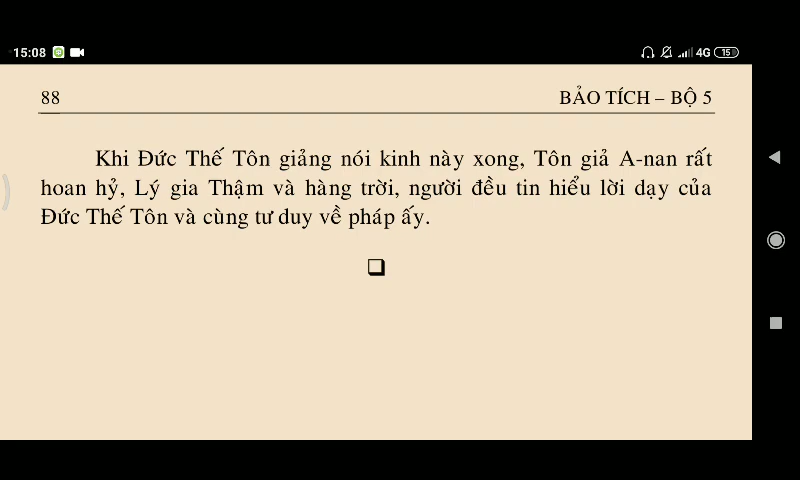 15:08 4G 15
88 BẢO TÍCH – BỘ 5
Khi Đức Thế Tôn giảng nói kinh này xong, Tôn giả A-nan rất
hoan hỷ, Lý gia Thậm và hàng trời, người đều tin hiểu lời dạy của
Đức Thế Tôn và cùng tư duy về pháp ấy.